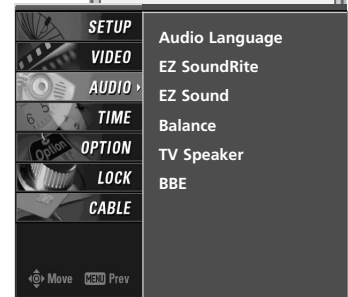 SETUP
VIDEO
AUDIO
TIME
OPTION
LOCK
CABLE
Move MENU Prev
Audio Language
EZ SoundRite
EZ Sound
Balance
TV Speaker
BBE